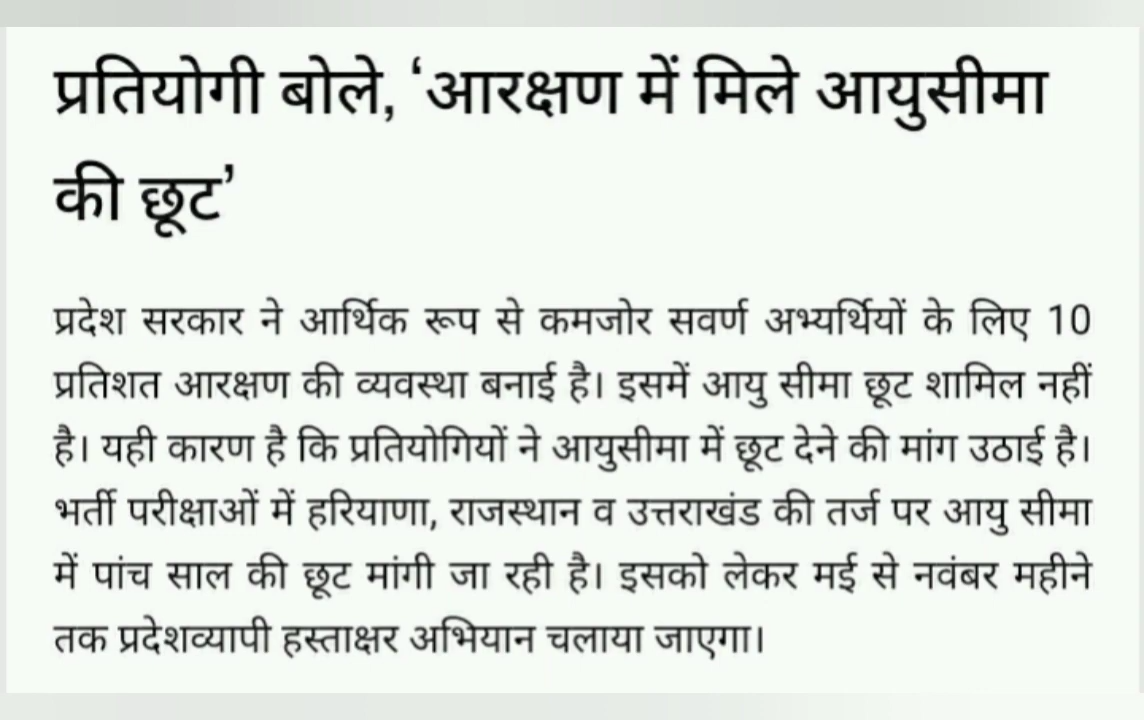 प्रतियोगी बोले, ‘आरक्षण में मिले आयुसीमा
की छूट’
प्रदेश सरकार ने आर्थिक रूप से कमजोर सवर्ण अभ्यर्थियों के लिए 10
प्रतिशत आरक्षण की व्यवस्था बनाई है। इसमें आयु सीमा छूट शामिल नहीं
है। यही कारण है कि प्रतियोगियों ने आयुसीमा में छूट देने की मांग उठाई है।
भर्ती परीक्षाओं में हरियाणा, राजस्थान व उत्तराखंड की तर्ज पर आयु सीमा
में पांच साल की छूट मांगी जा रही है। इसको लेकर मई से नवंबर महीने
तक प्रदेशव्यापी हस्ताक्षर अभियान चलाया जाएगा।